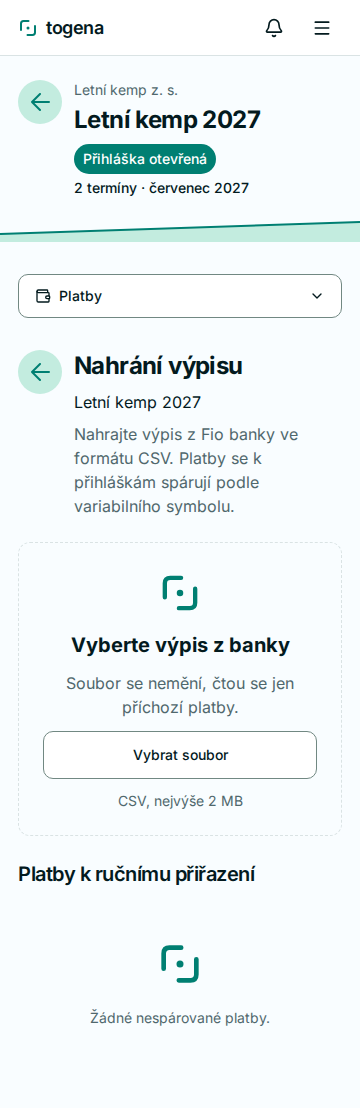 togena
Letní kemp z. s.
Letní kemp 2027
Přihláška otevřená
2 termíny · červenec 2027
Platby
Nahrání výpisu
Letní kemp 2027
Nahrajte výpis z Fio banky ve
formátu CSV. Platby se k
přihláškám spárují podle
variabilního symbolu.
Vyberte výpis z banky
Soubor se nemění, čtou se jen
příchozí platby.
Vybrat soubor
CSV, nejvýše 2 MB
Platby k ručnímu přiřazení
Žádné nespárované platby.